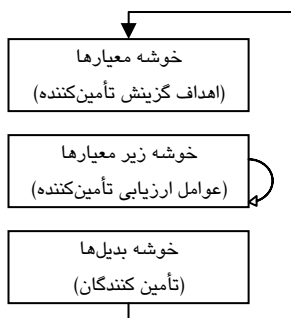 خوشه معیارها
(اهداف گزینش تأمین‌کننده)
خوشه زیر معیارها
(عوامل ارزیابی تأمین‌کننده)
خوشه بدیل‌ها
(تأمین کنندگان)